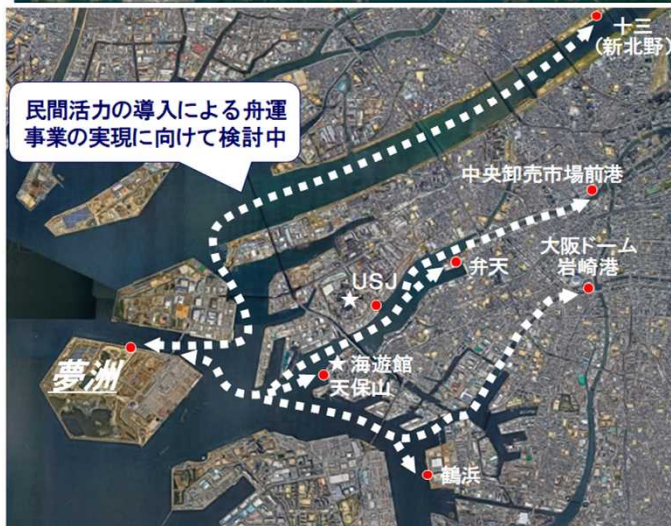 十三
（新北野）
民間活力の導入による舟運
事業の実現に向けて検討中
中央卸売市場前港
大阪ドーム
岩崎港
弁天
USJ
海遊館
天保山
夢洲
鶴浜